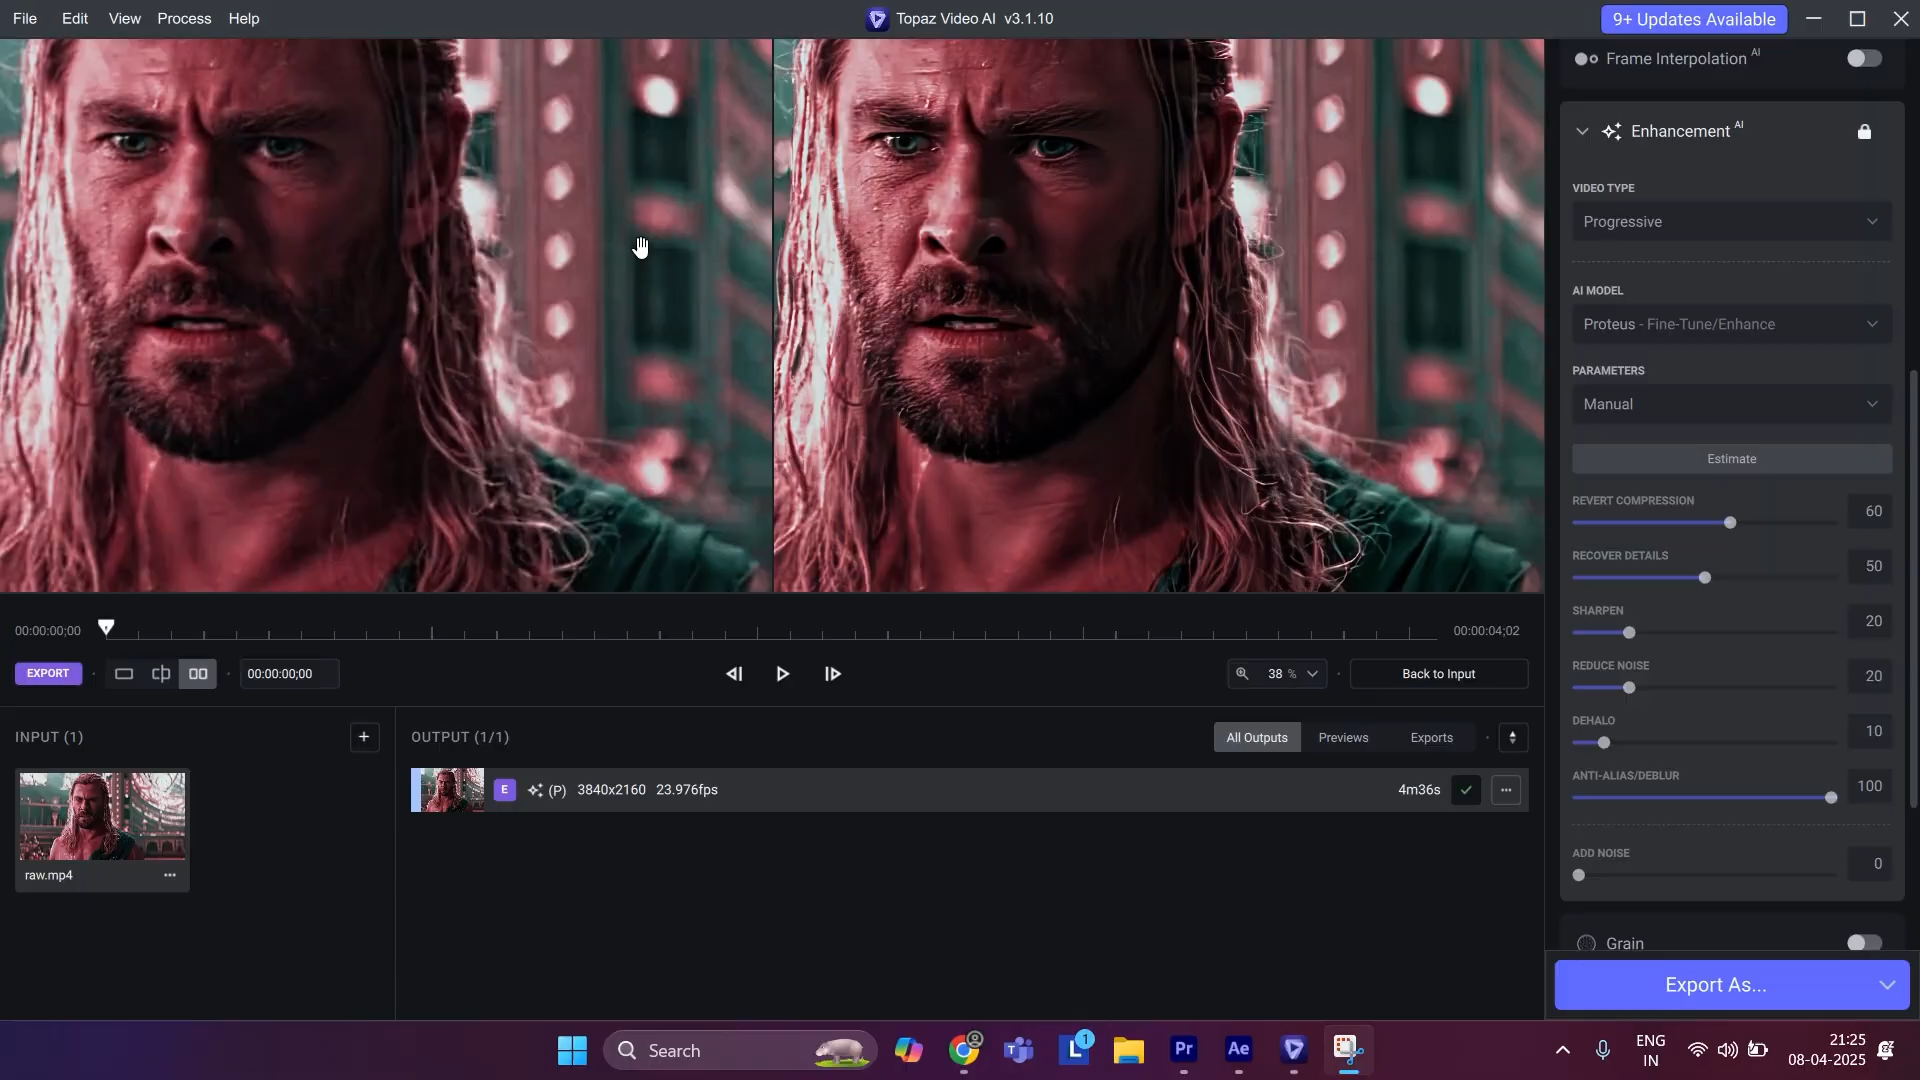 File Edit View Process Help
Topaz Video AI v3.1.10
9+ Updates Available
Frame Interpolation AI
Enhancement AI
VIDEO TYPE
Progressive
AI MODEL
Proteus - Fine-Tune/Enhance
PARAMETERS
Manual
Estimate
REVERT COMPRESSION 60
RECOVER DETAILS 50
SHARPEN 20
REDUCE NOISE 20
DEHALO 10
ANTI-ALIAS/DEBLUR 100
ADD NOISE 0
Grain
Export As...
00:00:00;00 00:00:04;02
EXPORT 00:00:00;00 38 % Back to Input
INPUT (1) +
raw.mp4 ...
OUTPUT (1/1) All Outputs Previews Exports
E (P) 3840x2160 23.976fps 4m36s ...
Search
1
Pr
Ae
ENG
IN
21:25
08-04-2025